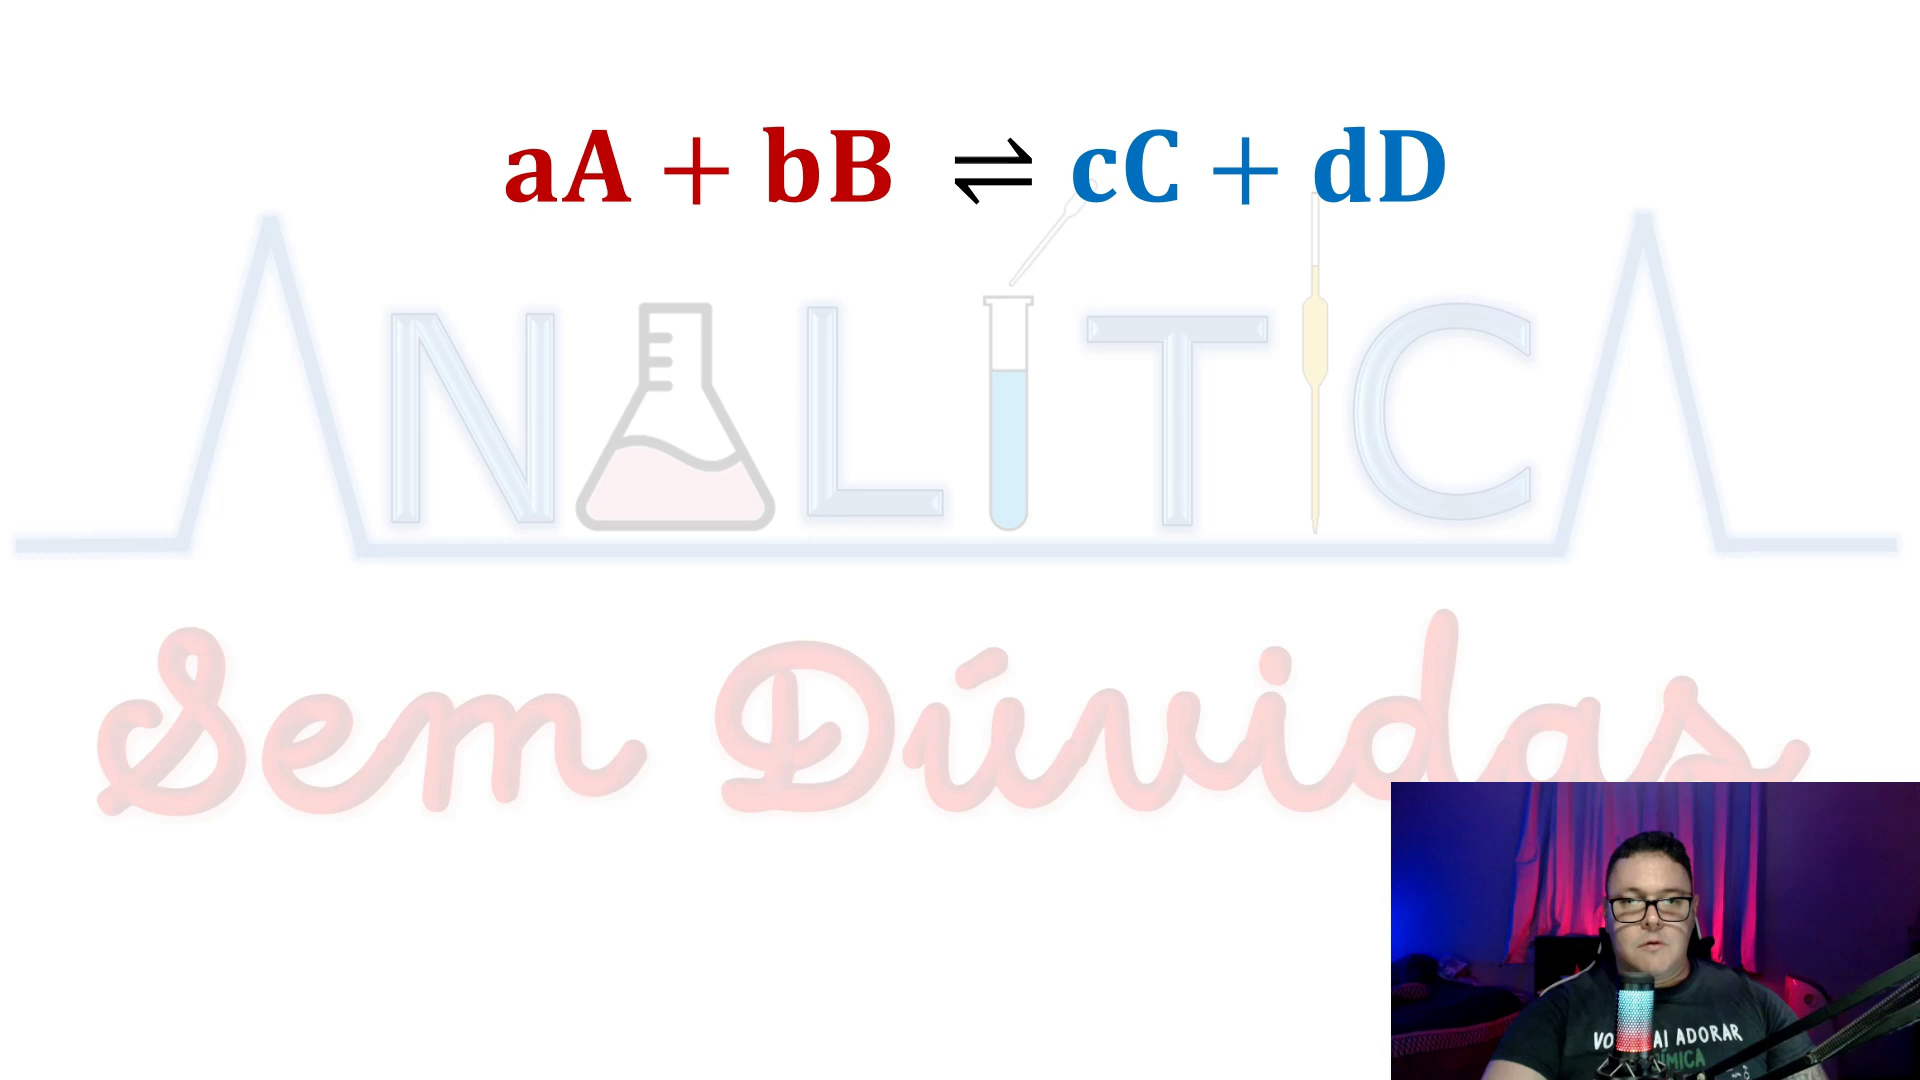 aA + bB ⇌ cC + dD
ANALÍTICA
Sem Dúvidas
AI ADORAR